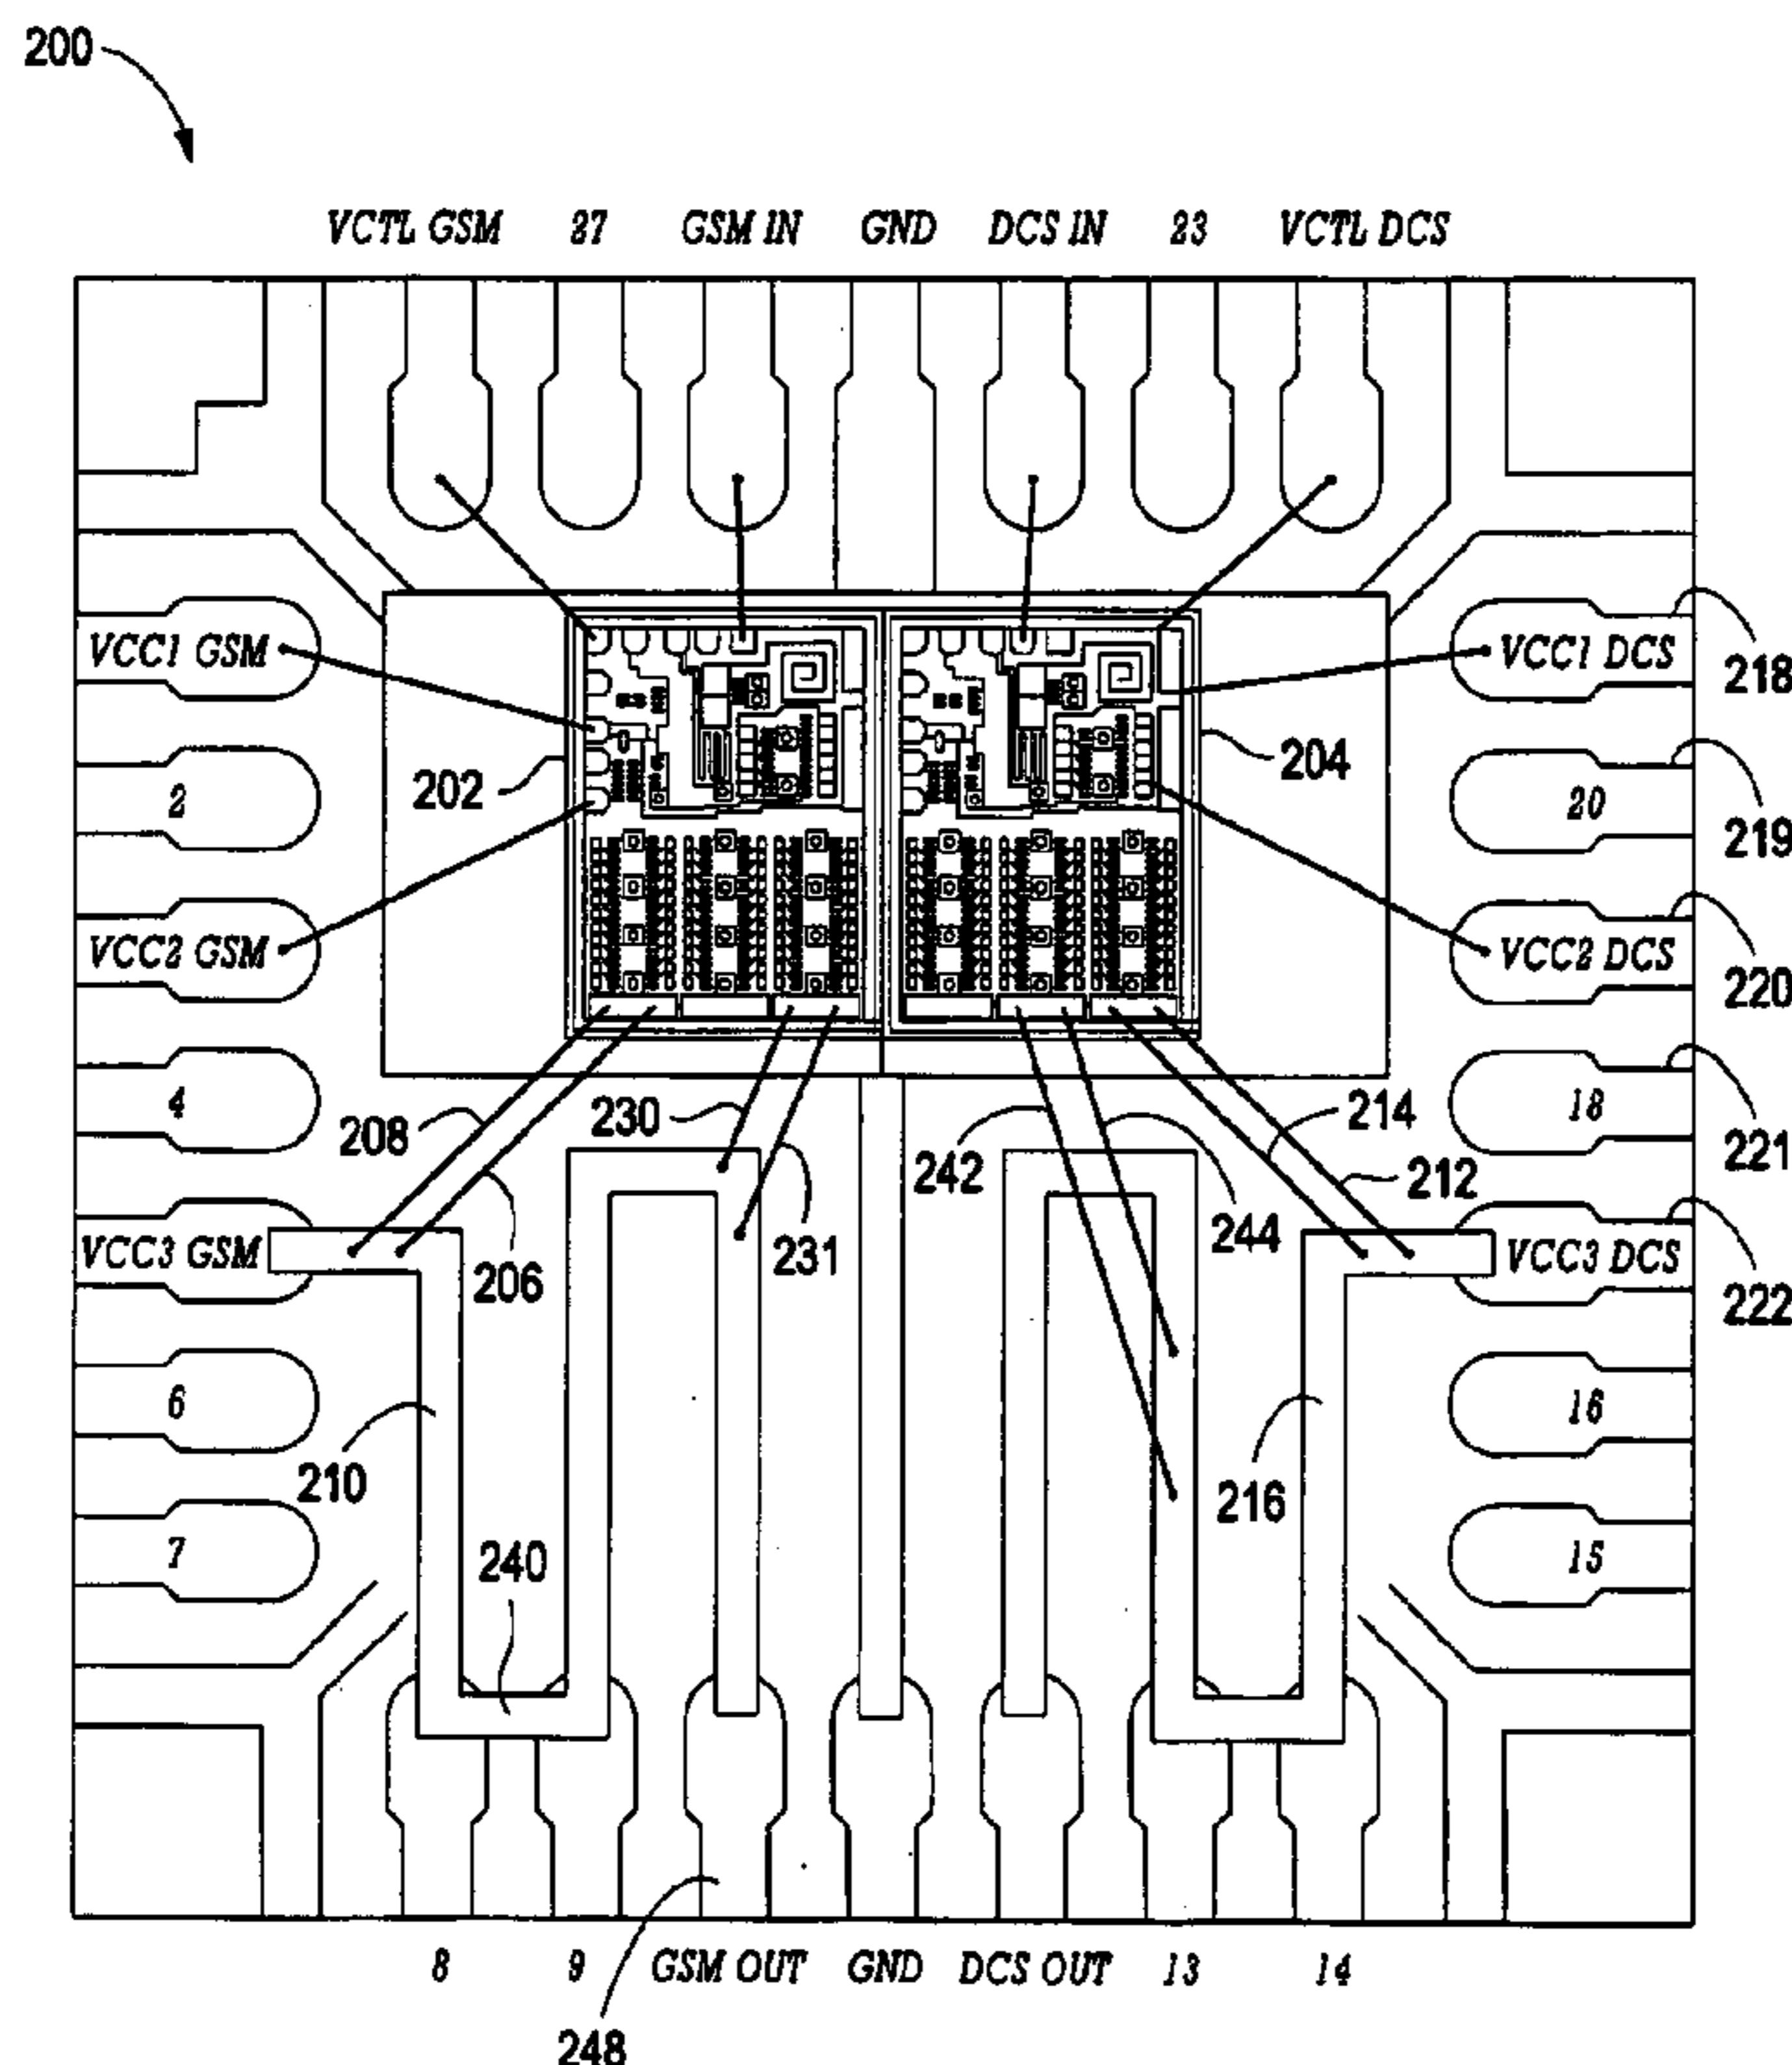 200
VCTL GSM 27 GSM IN GND DCS IN 23 VCTL DCS
VCC1 GSM VCC1 DCS 218
202 204
2 20 219
VCC2 GSM VCC2 DCS 220
4 208 230 242 214 18 221
212
VCC3 GSM 206 231 244 VCC3 DCS 222
6 16
210 216
7 240 15
8 9 GSM OUT GND DCS OUT 13 14
248